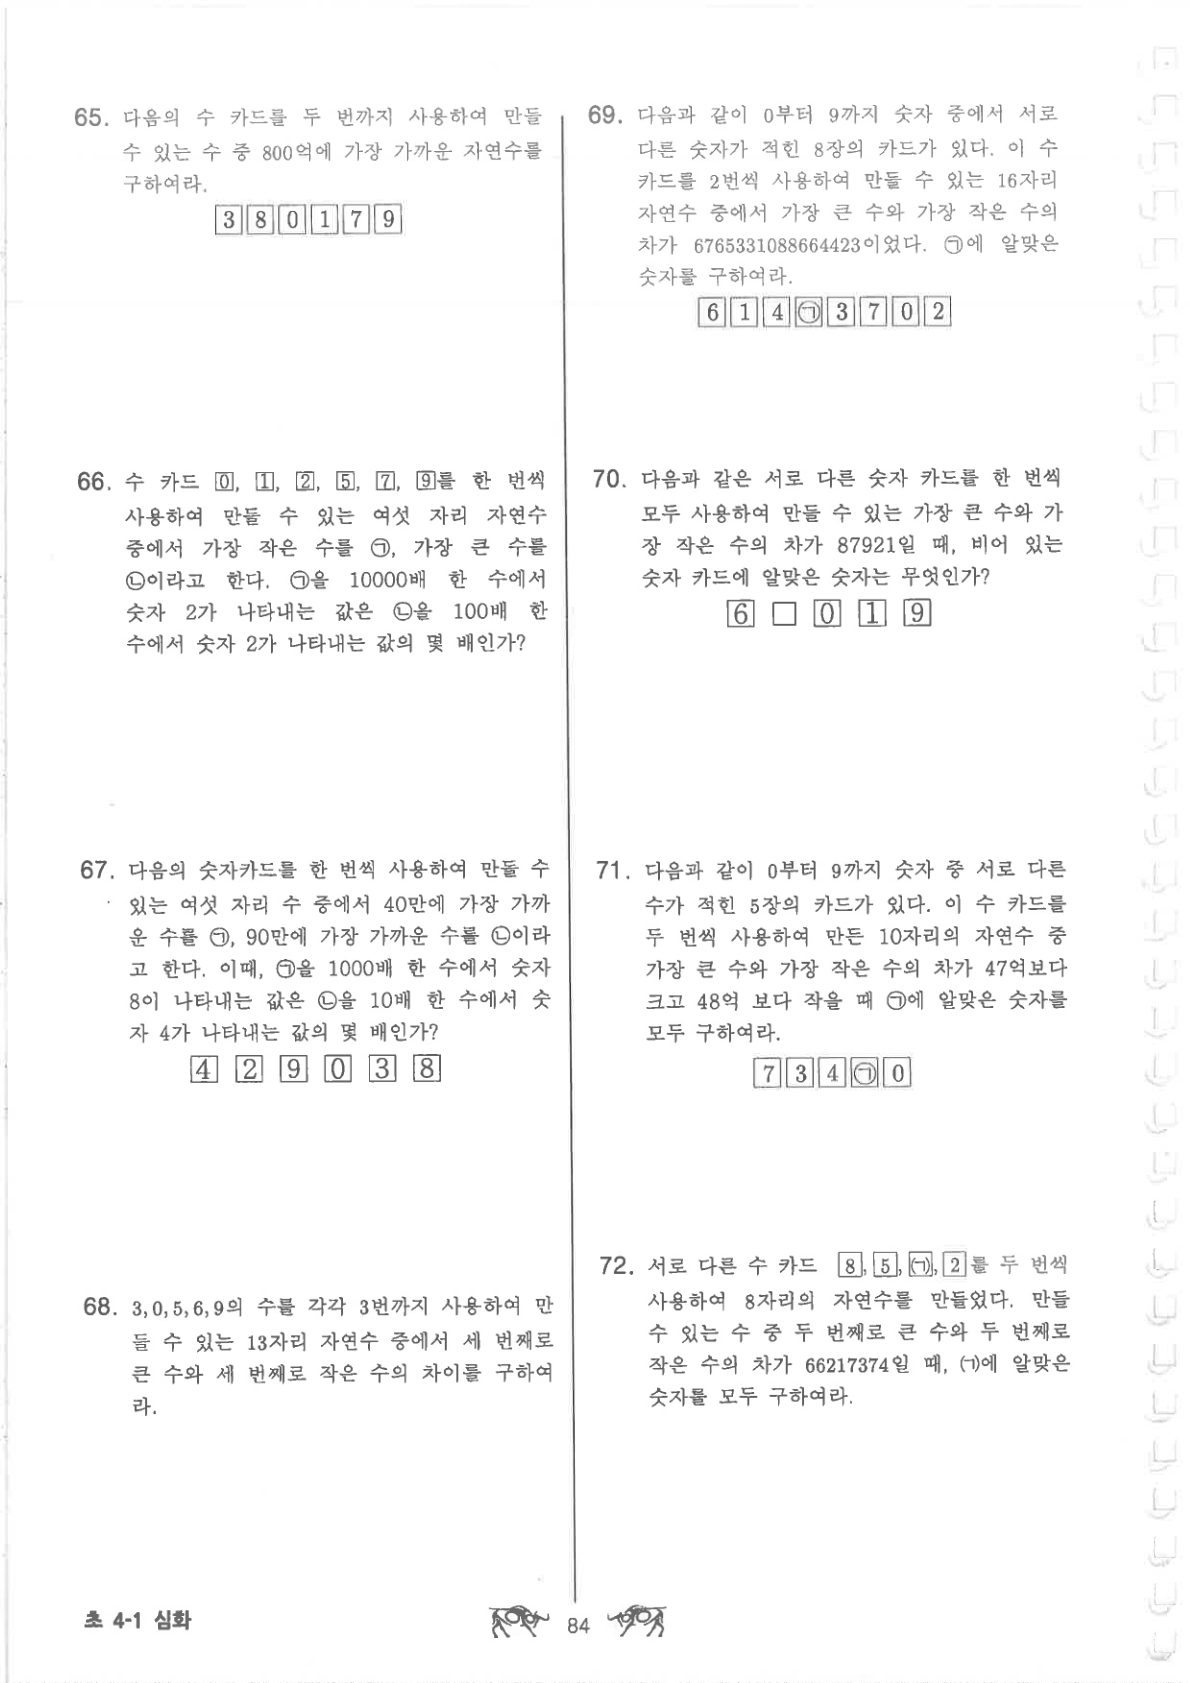 65. 다음의 수 카드를 두 번까지 사용하여 만들
수 있는 수 중 800억에 가장 가까운 자연수를
구하여라.
3 8 0 1 7 9
66. 수 카드 0, 1, 2, 5, 7, 9를 한 번씩
사용하여 만들 수 있는 여섯 자리 자연수
중에서 가장 작은 수를 ㉠, 가장 큰 수를
㉡이라고 한다. ㉠을 10000배 한 수에서
숫자 2가 나타내는 값은 ㉡을 100배 한
수에서 숫자 2가 나타내는 값의 몇 배인가?
67. 다음의 숫자카드를 한 번씩 사용하여 만들 수
있는 여섯 자리 수 중에서 40만에 가장 가까
운 수를 ㉠, 90만에 가장 가까운 수를 ㉡이라
고 한다. 이때, ㉠을 1000배 한 수에서 숫자
8이 나타내는 값은 ㉡을 10배 한 수에서 숫
자 4가 나타내는 값의 몇 배인가?
4 2 9 0 3 8
68. 3,0,5,6,9의 수를 각각 3번까지 사용하여 만
들 수 있는 13자리 자연수 중에서 세 번째로
큰 수와 세 번째로 작은 수의 차이를 구하여
라.
69. 다음과 같이 0부터 9까지 숫자 중에서 서로
다른 숫자가 적힌 8장의 카드가 있다. 이 수
카드를 2번씩 사용하여 만들 수 있는 16자리
자연수 중에서 가장 큰 수와 가장 작은 수의
차가 6765331088664423이었다. ㉠에 알맞은
숫자를 구하여라.
6 1 4 ㉠ 3 7 0 2
70. 다음과 같은 서로 다른 숫자 카드를 한 번씩
모두 사용하여 만들 수 있는 가장 큰 수와 가
장 작은 수의 차가 87921일 때, 비어 있는
숫자 카드에 알맞은 숫자는 무엇인가?
6 □ 0 1 9
71. 다음과 같이 0부터 9까지 숫자 중 서로 다른
수가 적힌 5장의 카드가 있다. 이 수 카드를
두 번씩 사용하여 만든 10자리의 자연수 중
가장 큰 수와 가장 작은 수의 차가 47억보다
크고 48억 보다 작을 때 ㉠에 알맞은 숫자를
모두 구하여라.
7 3 4 ㉠ 0
72. 서로 다른 수 카드 8, 5, ㈀, 2를 두 번씩
사용하여 8자리의 자연수를 만들었다. 만들
수 있는 수 중 두 번째로 큰 수와 두 번째로
작은 수의 차가 66217374일 때, ㈀에 알맞은
숫자를 모두 구하여라.
초 4-1 심화
84